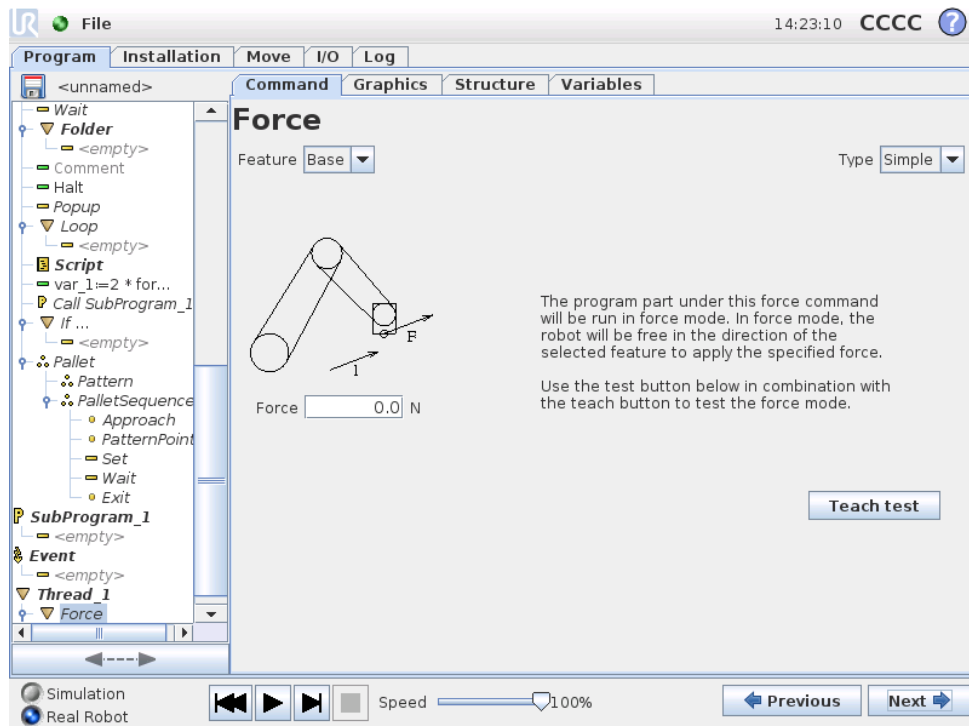 UR File 14:23:10 CCCC ?
Program Installation Move I/O Log
<unnamed>
Command Graphics Structure Variables
Wait
Folder
<empty>
Comment
Halt
Popup
Loop
<empty>
Script
var_1:=2 * for...
Call SubProgram_1
If ...
<empty>
Pallet
Pattern
PalletSequence
Approach
PatternPoint
Set
Wait
Exit
SubProgram_1
<empty>
Event
<empty>
Thread_1
Force
Force
Feature Base Type Simple
F
1
Force 0.0 N
The program part under this force command
will be run in force mode. In force mode, the
robot will be free in the direction of the
selected feature to apply the specified force.
Use the test button below in combination with
the teach button to test the force mode.
Teach test
Simulation
Real Robot
Speed 100%
Previous Next